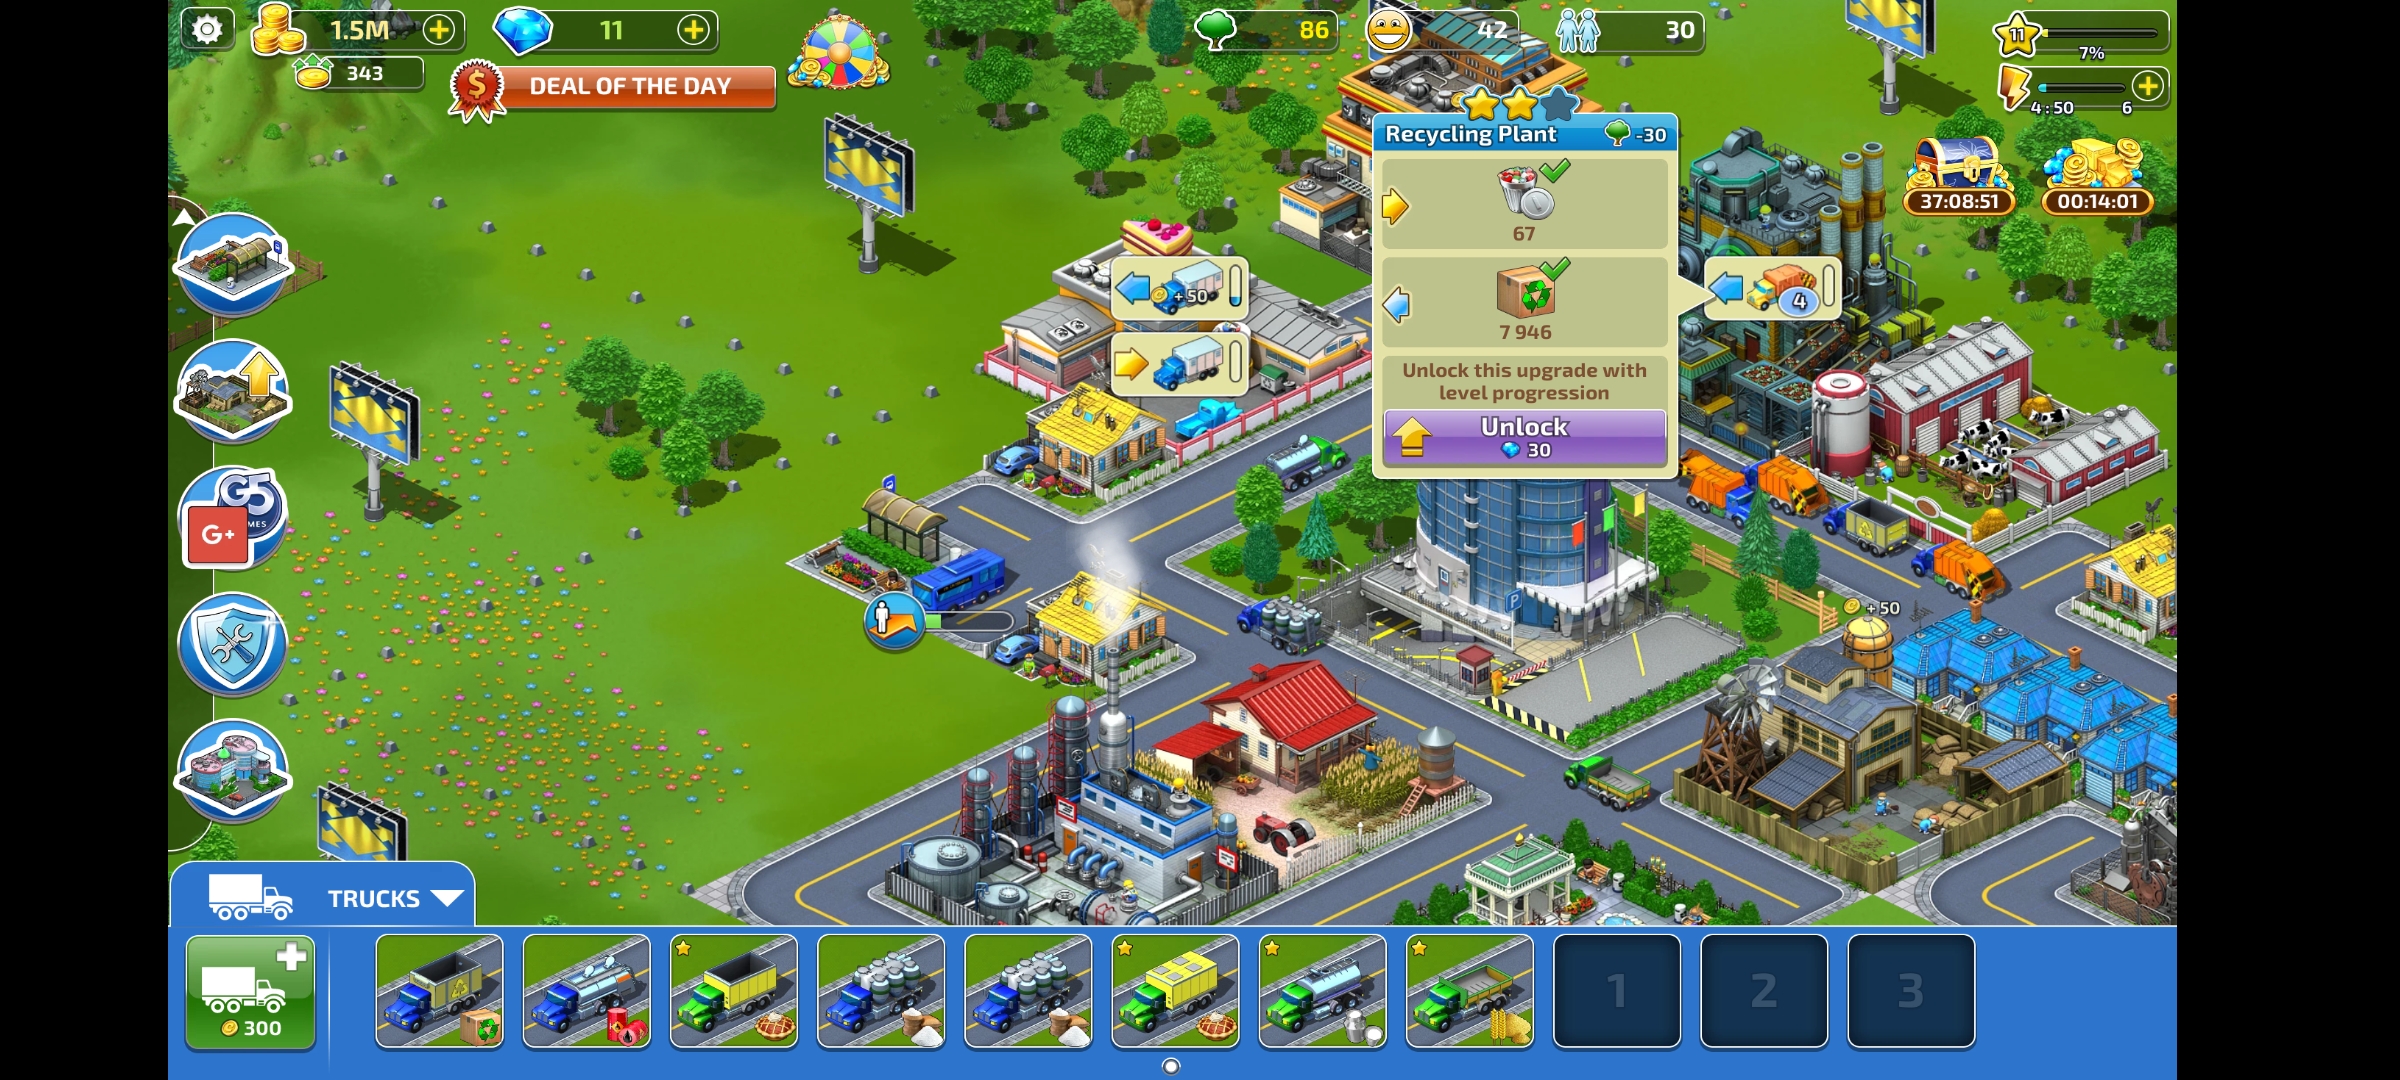 1.5M
11
86
42
30
11
7%
343
DEAL OF THE DAY
4:50
6
Recycling Plant
-30
37:08:51
00:14:01
67
+50
4
7 946
Unlock this upgrade with
level progression
Unlock
30
G5
MES
G+
P
+50
TRUCKS
300
1
2
3